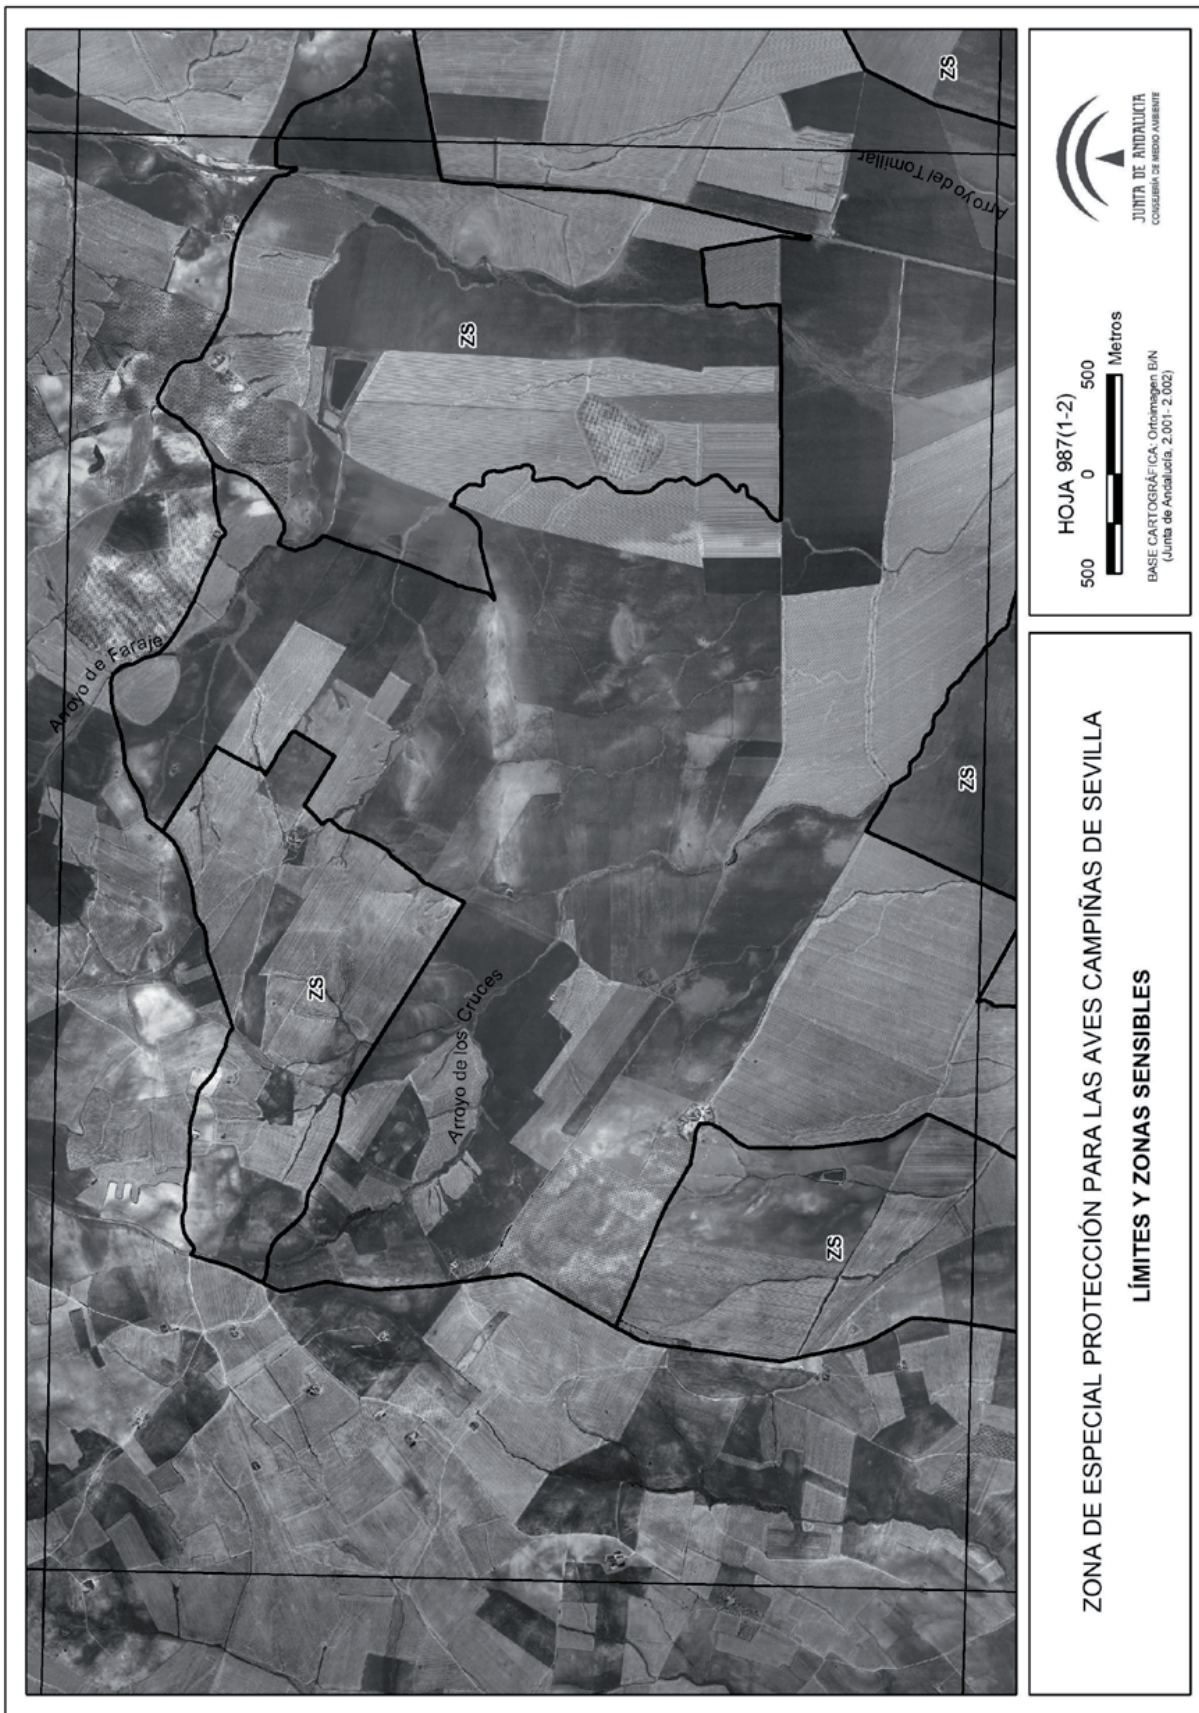 Arroyo de Faraje
ZS
ZS
ZS
Arroyo de los Cruces
Arroyo del Tomillar
ZS
ZS
ZONA DE ESPECIAL PROTECCIÓN PARA LAS AVES CAMPIÑAS DE SEVILLA
LÍMITES Y ZONAS SENSIBLES
HOJA 987(1-2)
500 0 500
Metros
BASE CARTOGRÁFICA: Ortoimagen B/N
(Junta de Andalucía, 2.001- 2.002)
JUNTA DE ANDALUCIA
CONSEJERÍA DE MEDIO AMBIENTE